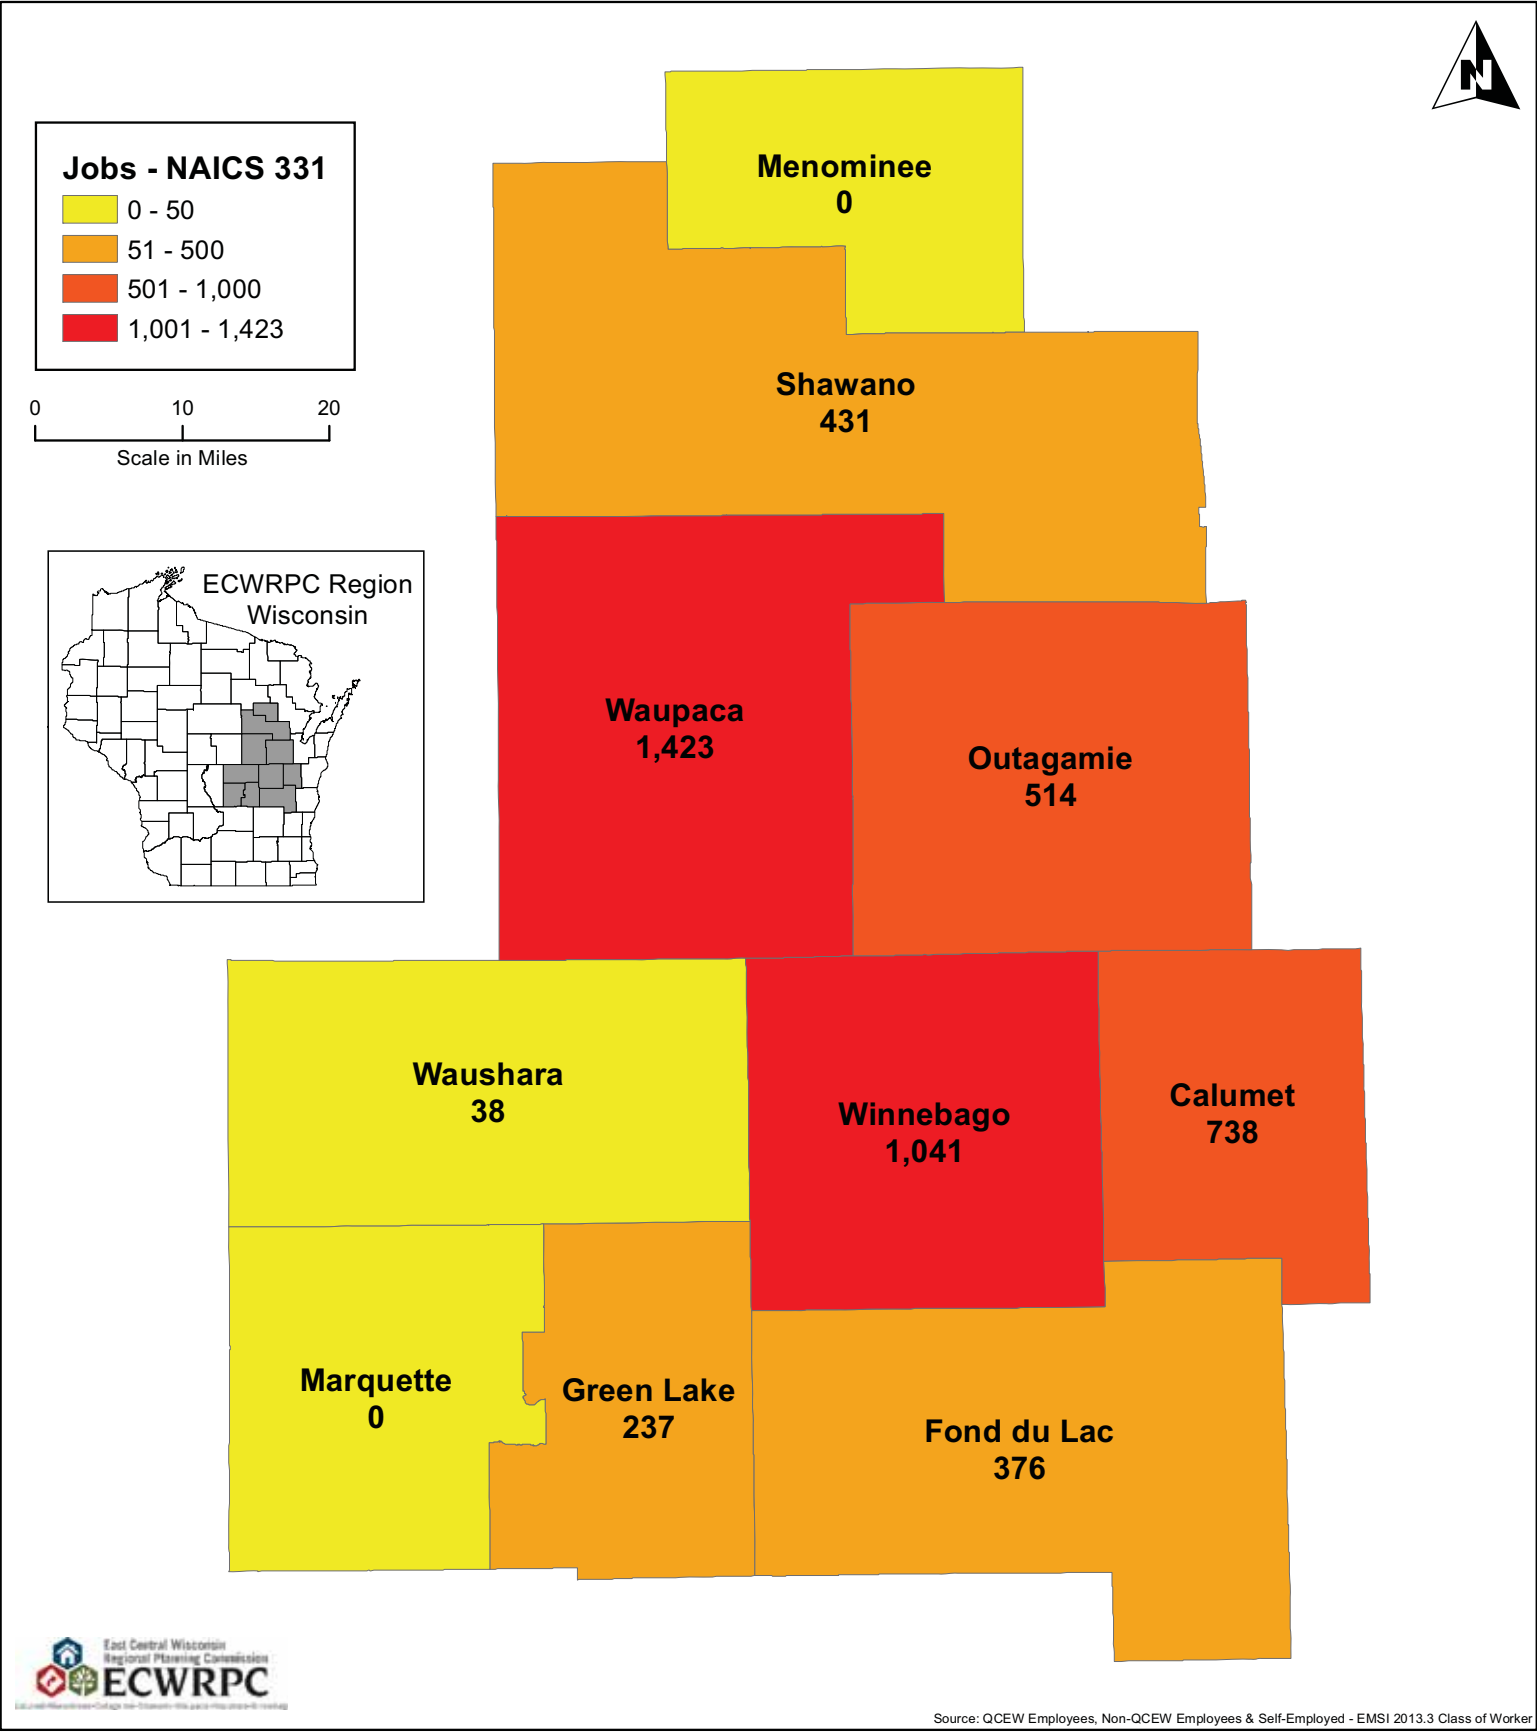 N
Jobs - NAICS 331
0 - 50
51 - 500
501 - 1,000
1,001 - 1,423
0 10 20
Scale in Miles
ECWRPC Region
Wisconsin
Menominee
0
Shawano
431
Waupaca
1,423
Outagamie
514
Waushara
38
Winnebago
1,041
Calumet
738
Marquette
0
Green Lake
237
Fond du Lac
376
East Central Wisconsin
Regional Planning Commission
ECWRPC
Source: QCEW Employees, Non-QCEW Employees & Self-Employed - EMSI 2013.3 Class of Worker